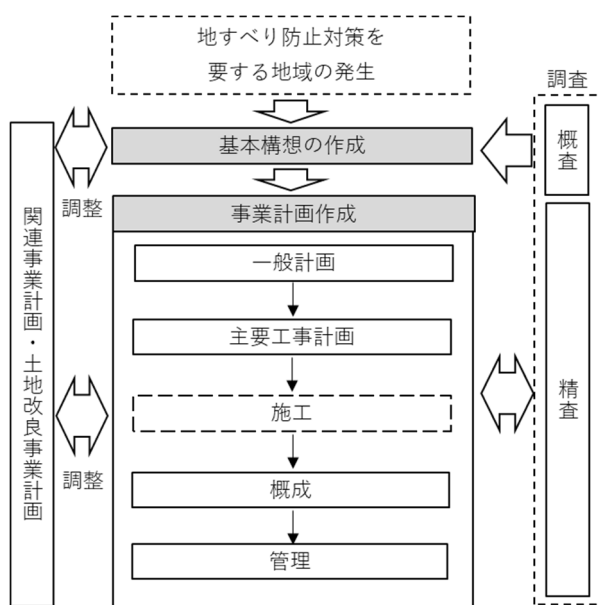 地すべり防止対策を
要する地域の発生
調査
基本構想の作成
概査
調整
事業計画作成
関連事業計画・土地改良事業計画
一般計画
主要工事計画
精査
施工
調整
概成
管理